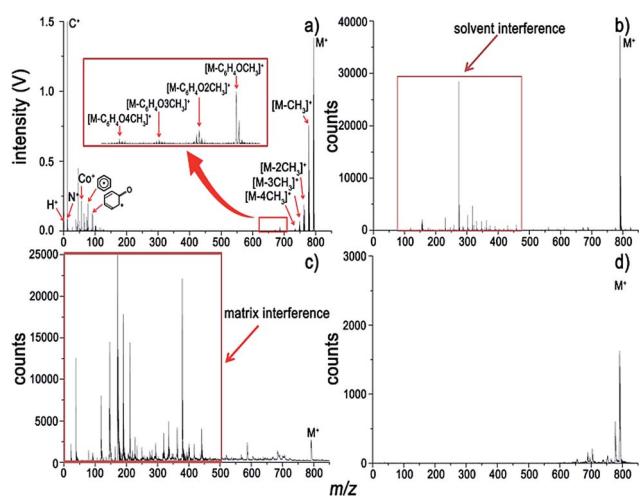 a)
intensity (V)
1.5
1.0
0.5
0.0
C⁺
M⁺
[M-C₆H₄OCH₃]⁺
[M-C₆H₄O2CH₃]⁺
[M-C₆H₄O3CH₃]⁺
[M-C₆H₄O4CH₃]⁺
[M-CH₃]⁺
[M-2CH₃]⁺
[M-3CH₃]⁺
[M-4CH₃]⁺
Co⁺
N⁺
H⁺
O
0 100 200 300 400 500 600 700 800
b)
counts
40000
30000
20000
10000
0
solvent interference
M⁺
0 100 200 300 400 500 600 700 800
c)
counts
25000
20000
15000
10000
5000
0
matrix interference
M⁺
0 100 200 300 400 500 600 700 800
d)
counts
3000
2000
1000
0
M⁺
0 100 200 300 400 500 600 700 800
m/z